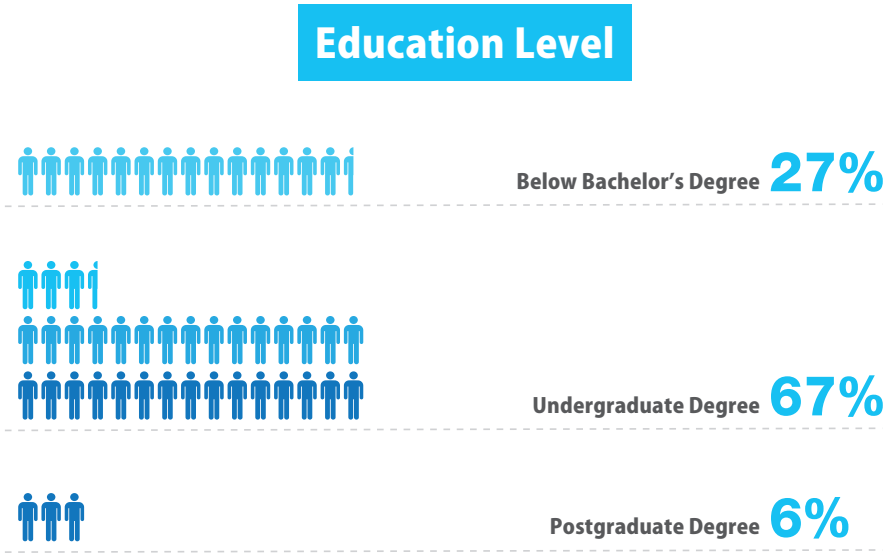 Education Level
Below Bachelor’s Degree 27%
Undergraduate Degree 67%
Postgraduate Degree 6%